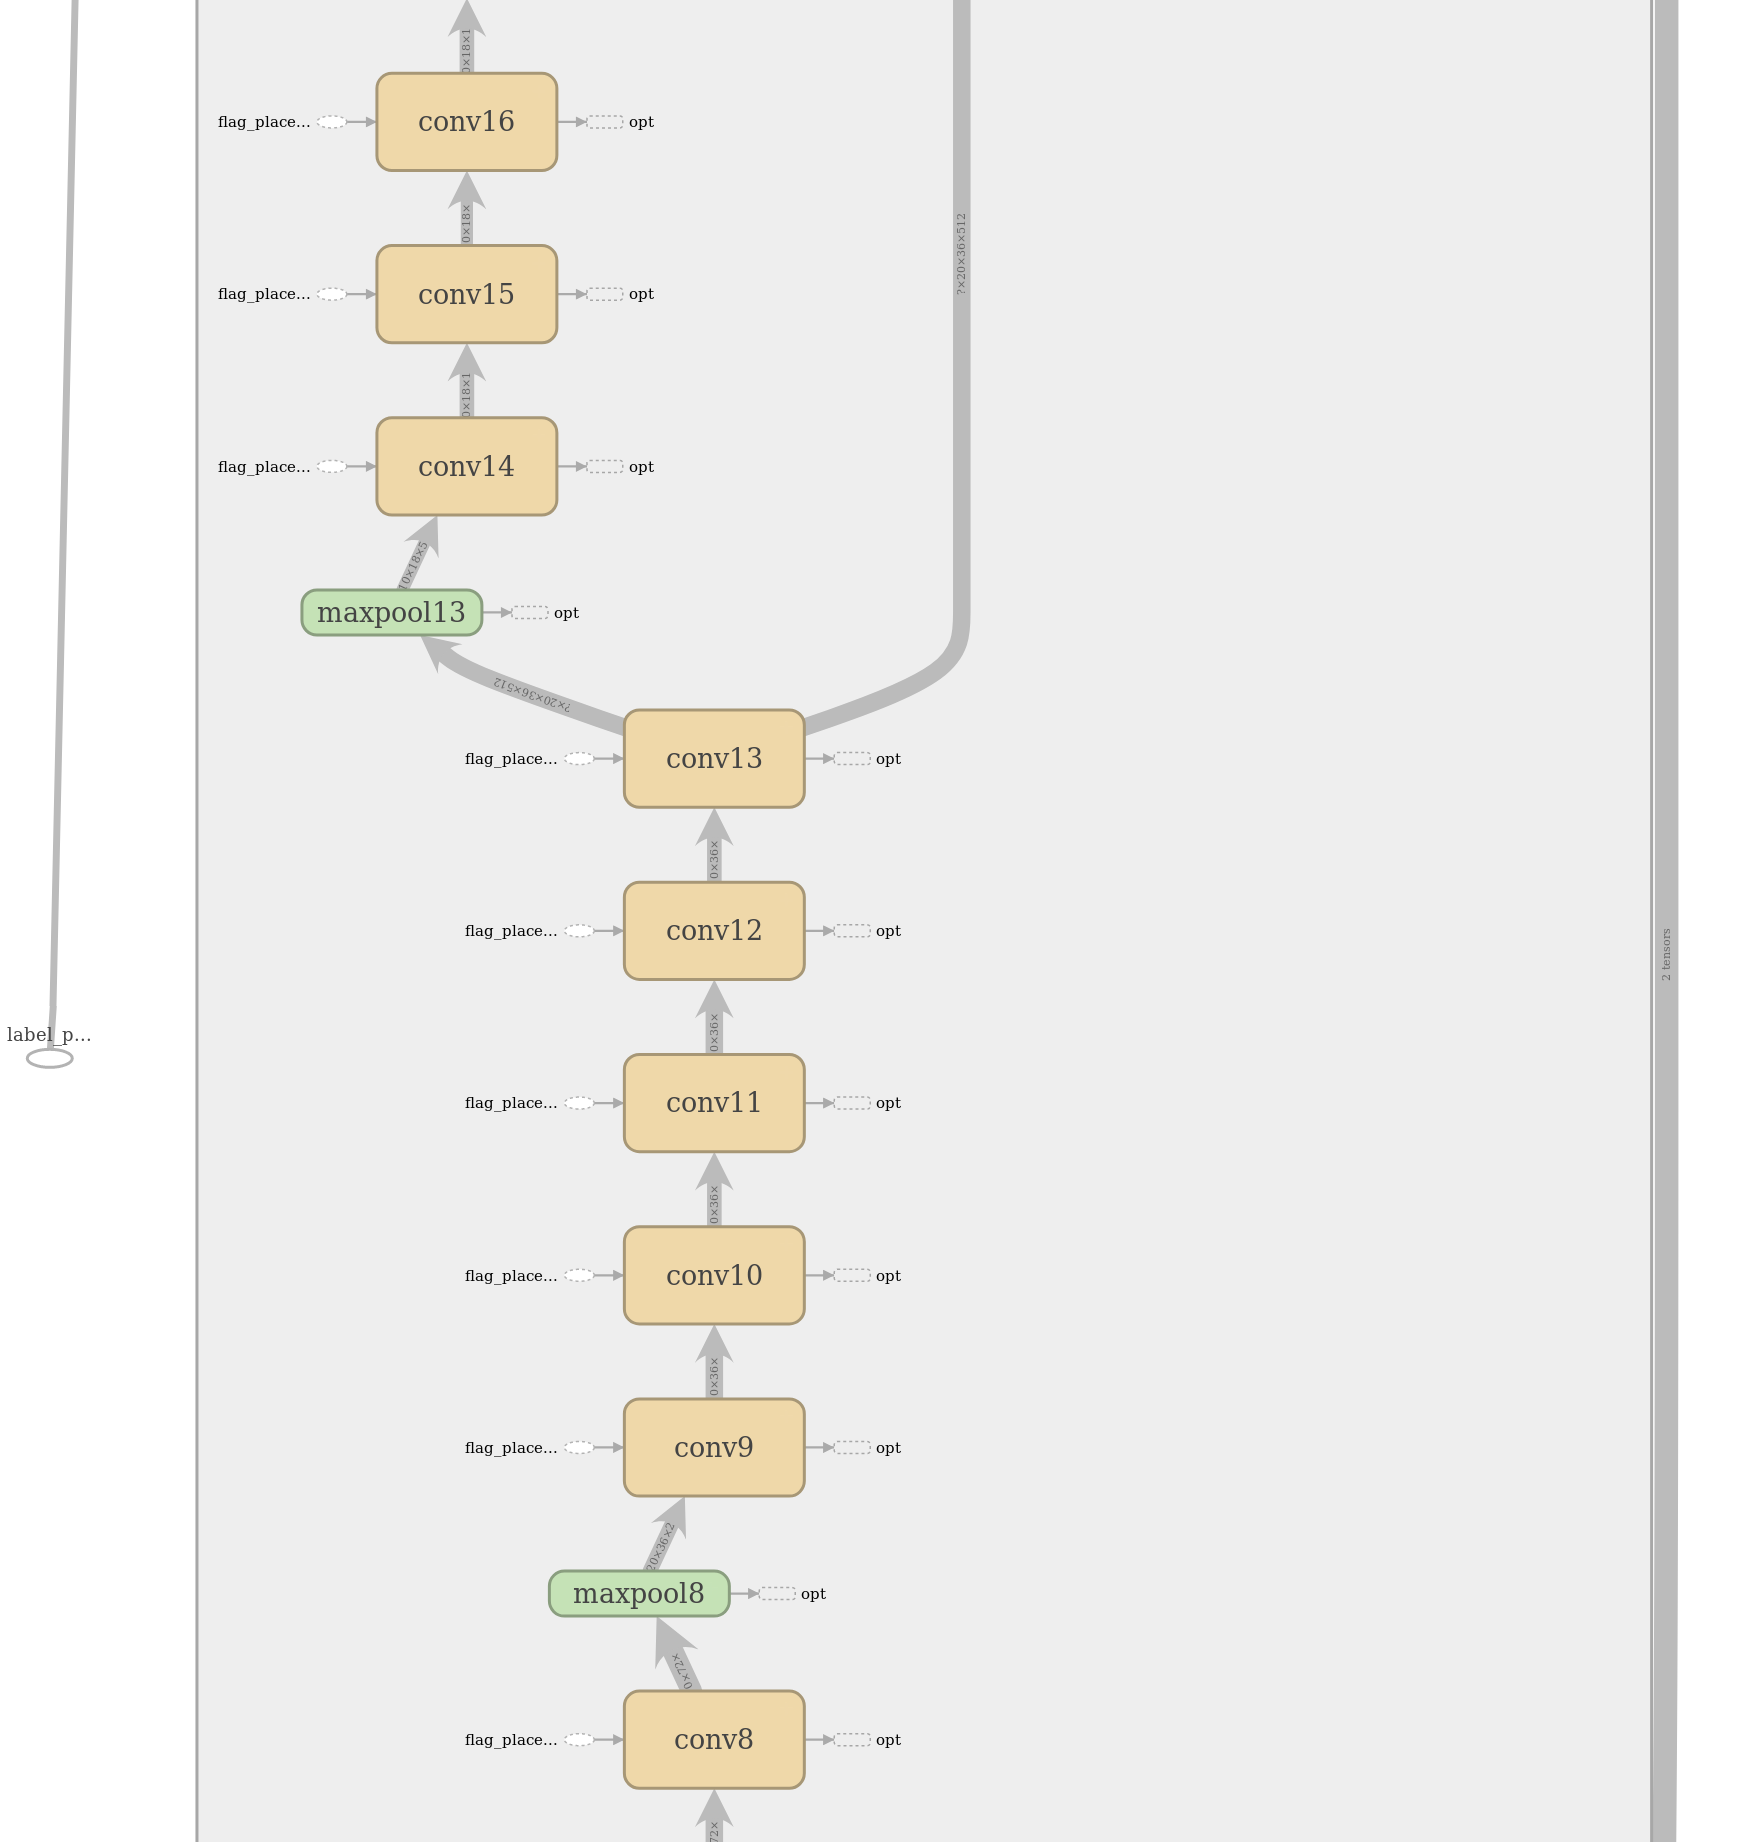 0×18×1
flag_place... conv16 opt
0×18×
flag_place... conv15 opt
?×20×36×512
0×18×1
flag_place... conv14 opt
10×18×5
maxpool13 opt
?×20×36×512
flag_place... conv13 opt
0×36×
flag_place... conv12 opt
2 tensors
0×36×
label_p...
flag_place... conv11 opt
0×36×
flag_place... conv10 opt
0×36×
flag_place... conv9 opt
20×36×2
maxpool8 opt
0×72×
flag_place... conv8 opt
72×